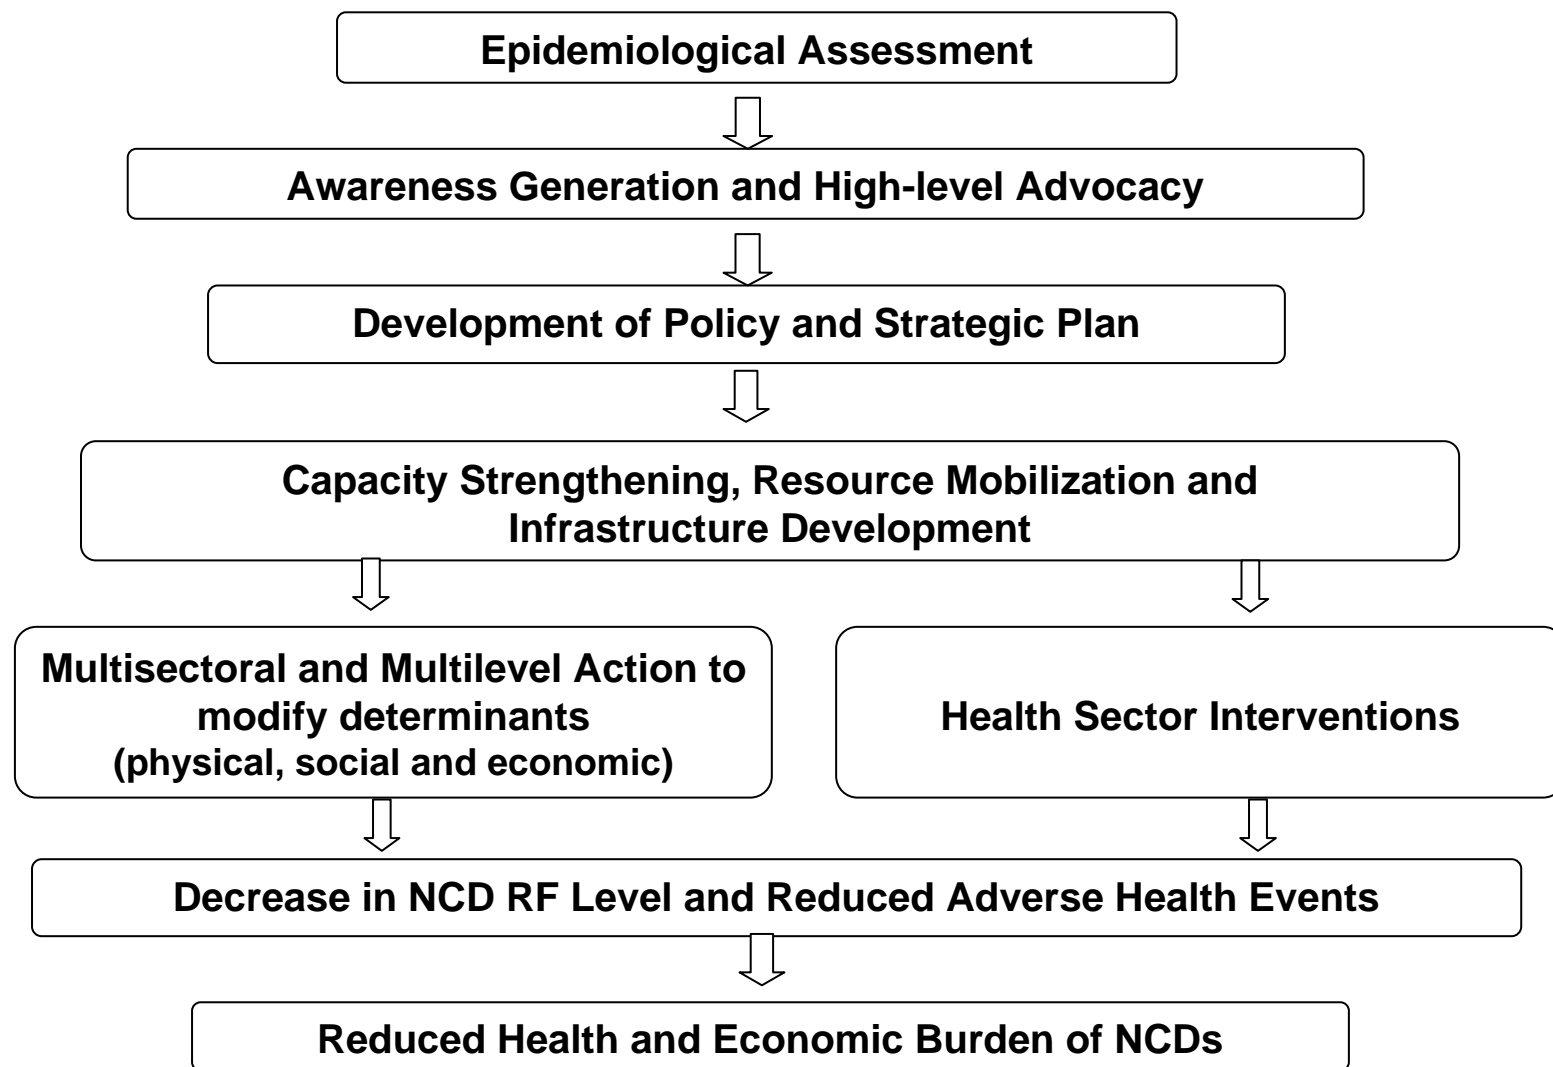 Epidemiological Assessment
Awareness Generation and High-level Advocacy
Development of Policy and Strategic Plan
Capacity Strengthening, Resource Mobilization and
Infrastructure Development
Multisectoral and Multilevel Action to
modify determinants
(physical, social and economic)
Health Sector Interventions
Decrease in NCD RF Level and Reduced Adverse Health Events
Reduced Health and Economic Burden of NCDs